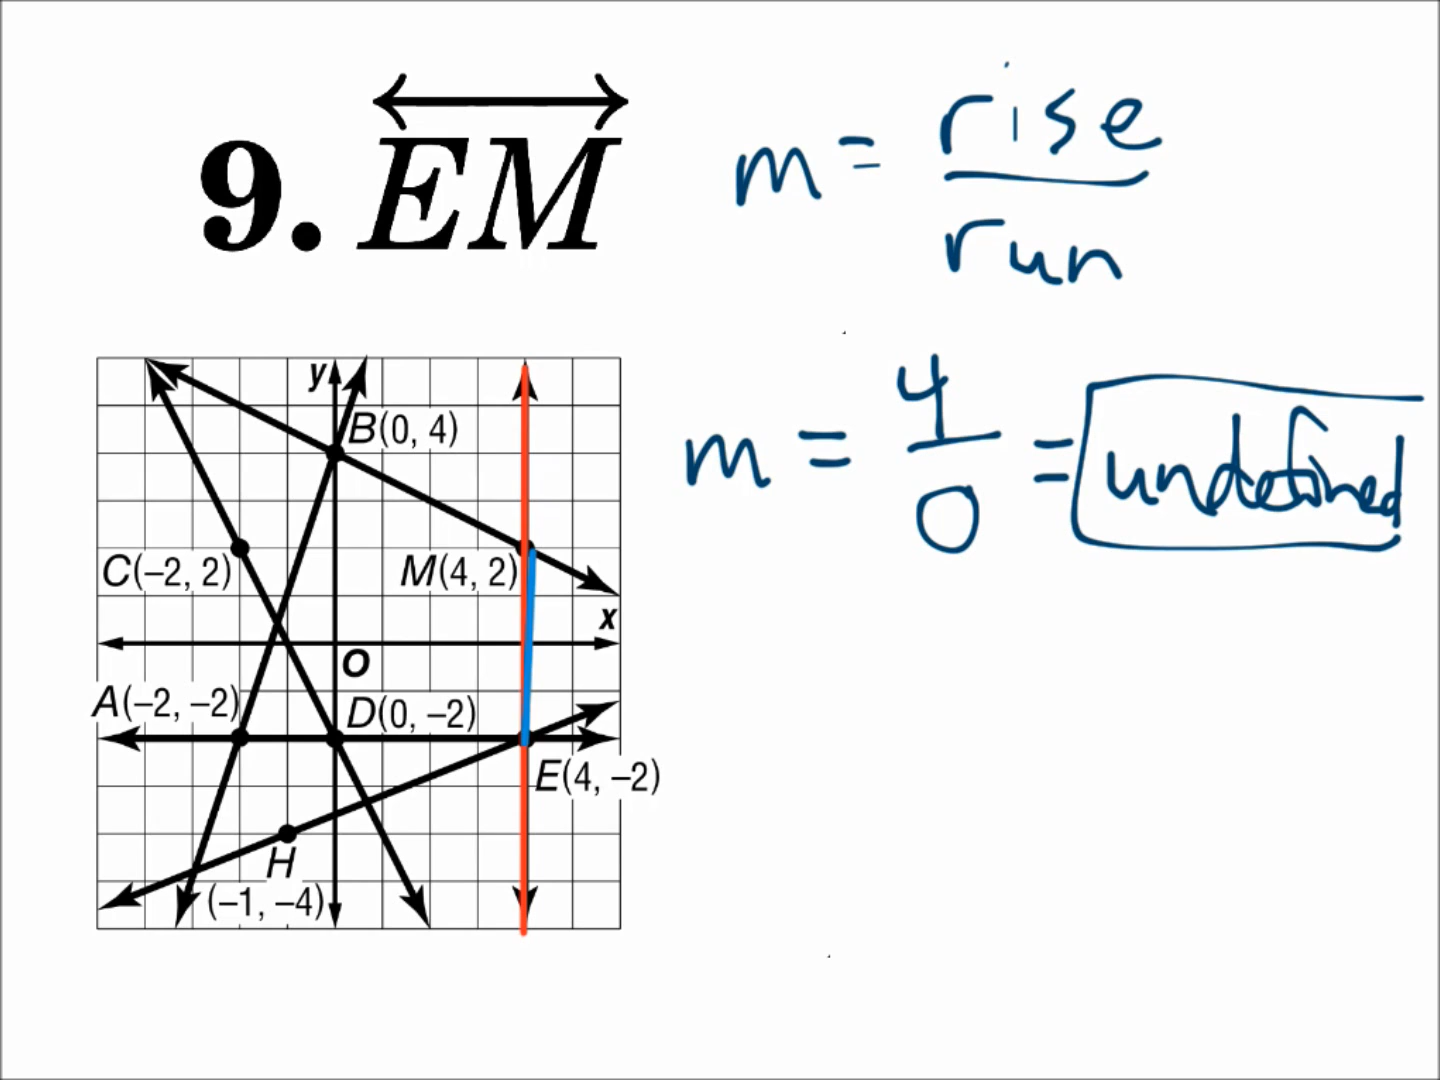 9. EM
m = rise
run
m = 4/0 = undefined
y
B(0, 4)
C(–2, 2)
M(4, 2)
x
O
A(–2, –2)
D(0, –2)
E(4, –2)
H
(–1, –4)